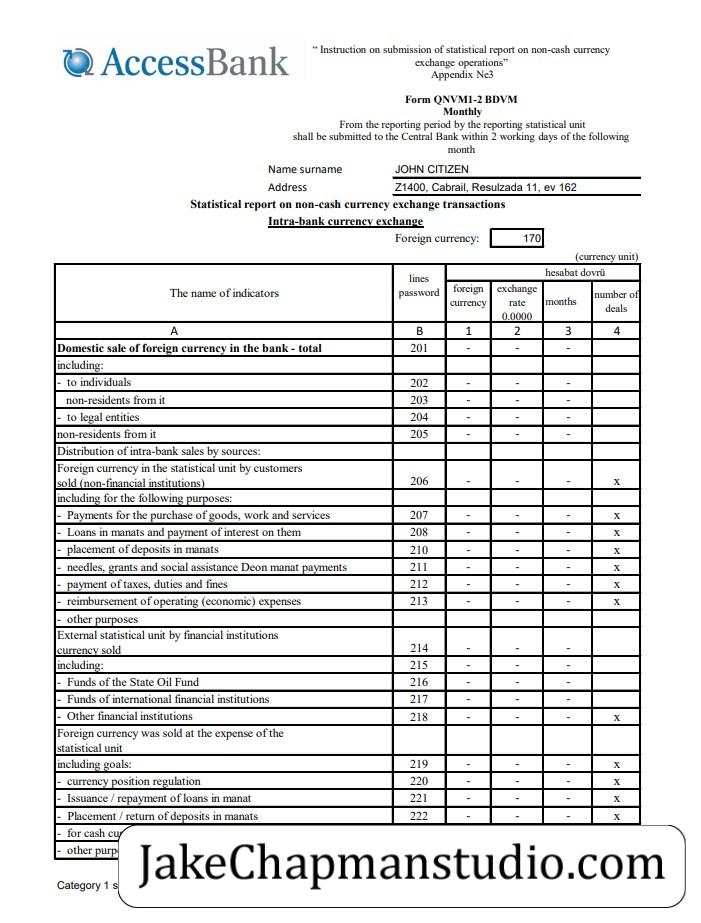 AccessBank
“ Instruction on submission of statistical report on non-cash currency
exchange operations”
Appendix №3
Form QNVM1-2 BDVM
Monthly
From the reporting period by the reporting statistical unit
shall be submitted to the Central Bank within 2 working days of the following
month
Name surname JOHN CITIZEN
Address Z1400, Cabrail, Resulzada 11, ev 162
Statistical report on non-cash currency exchange transactions
Intra-bank currency exchange
Foreign currency: 170
(currency unit)
The name of indicators lines password hesabat dovrü
foreign currency exchange rate 0.0000 months number of deals
A B 1 2 3 4
Domestic sale of foreign currency in the bank - total 201 - - -
including:
- to individuals 202 - - -
non-residents from it 203 - - -
- to legal entities 204 - - -
non-residents from it 205 - - -
Distribution of intra-bank sales by sources:
Foreign currency in the statistical unit by customers
sold (non-financial institutions) 206 - - - x
including for the following purposes:
- Payments for the purchase of goods, work and services 207 - - - x
- Loans in manats and payment of interest on them 208 - - - x
- placement of deposits in manats 210 - - - x
- needles, grants and social assistance Deon manat payments 211 - - - x
- payment of taxes, duties and fines 212 - - - x
- reimbursement of operating (economic) expenses 213 - - - x
- other purposes
External statistical unit by financial institutions
currency sold 214 - - -
including: 215 - - -
- Funds of the State Oil Fund 216 - - -
- Funds of international financial institutions 217 - - -
- Other financial institutions 218 - - - x
Foreign currency was sold at the expense of the
statistical unit
including goals: 219 - - - x
- currency position regulation 220 - - - x
- Issuance / repayment of loans in manat 221 - - - x
- Placement / return of deposits in manats 222 - - - x
- for cash
- other
Category 1
JakeChapmanstudio.com